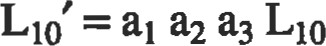 L₁₀′ = a₁ a₂ a₃ L₁₀